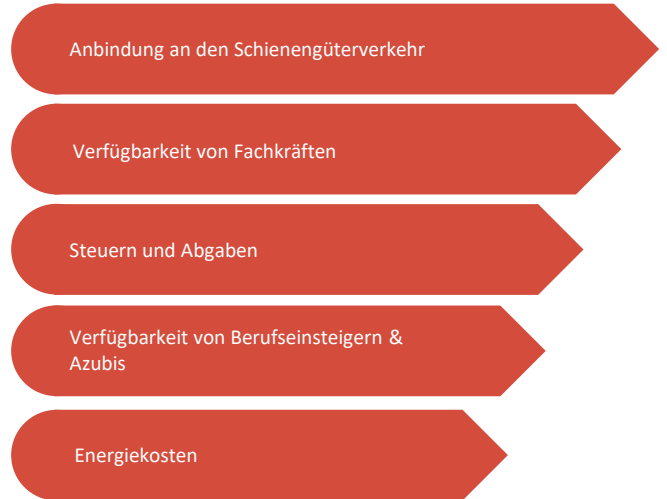 Anbindung an den Schienengüterverkehr
Verfügbarkeit von Fachkräften
Steuern und Abgaben
Verfügbarkeit von Berufseinsteigern &
Azubis
Energiekosten